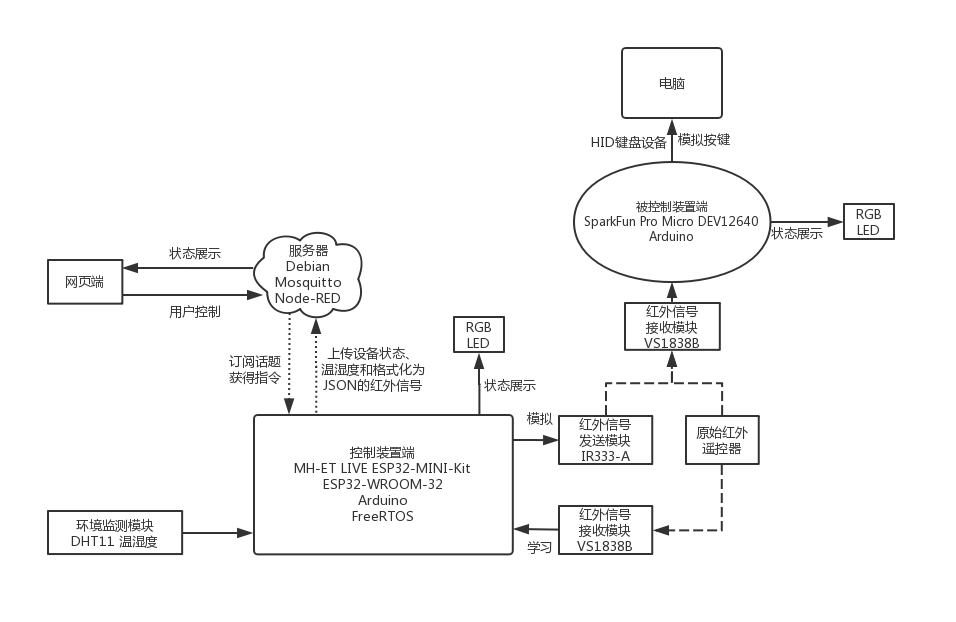 电脑
HID键盘设备
模拟按键
被控制装置端
SparkFun Pro Micro DEV12640
Arduino
RGB
LED
状态展示
红外信号
接收模块
VS1838B
服务器
Debian
Mosquitto
Node-RED
状态展示
网页端
用户控制
订阅话题
获得指令
上传设备状态、
温湿度和格式化为
JSON的红外信号
RGB
LED
状态展示
控制装置端
MH-ET LIVE ESP32-MINI-Kit
ESP32-WROOM-32
Arduino
FreeRTOS
模拟
红外信号
发送模块
IR333-A
原始红外
遥控器
环境监测模块
DHT11 温湿度
学习
红外信号
接收模块
VS1838B